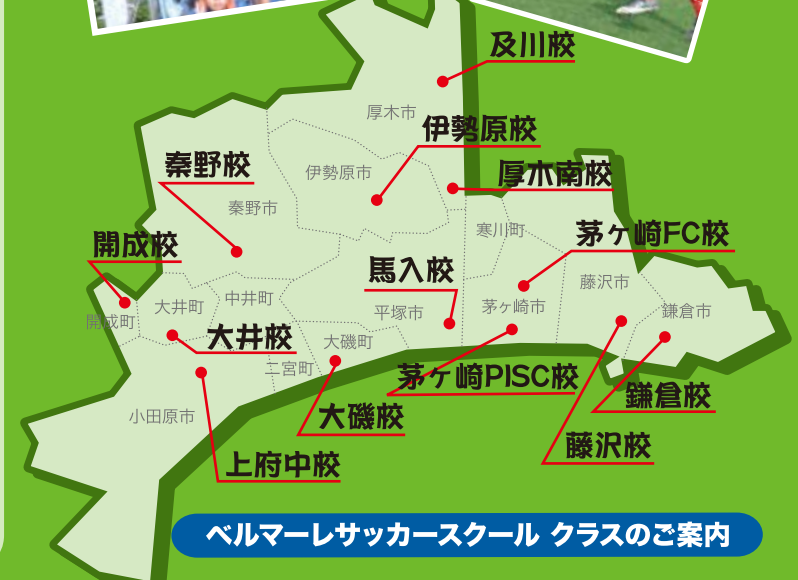 及川校
厚木市
伊勢原校
秦野校
伊勢原市
厚木南校
秦野市
寒川町
茅ヶ崎FC校
開成校
馬入校
藤沢市
中井町
大井町
開成町
平塚市
茅ヶ崎市
鎌倉市
大井校
大磯町
二宮町
茅ヶ崎PISC校
鎌倉校
小田原市
大磯校
藤沢校
上府中校
ベルマーレサッカースクール クラスのご案内